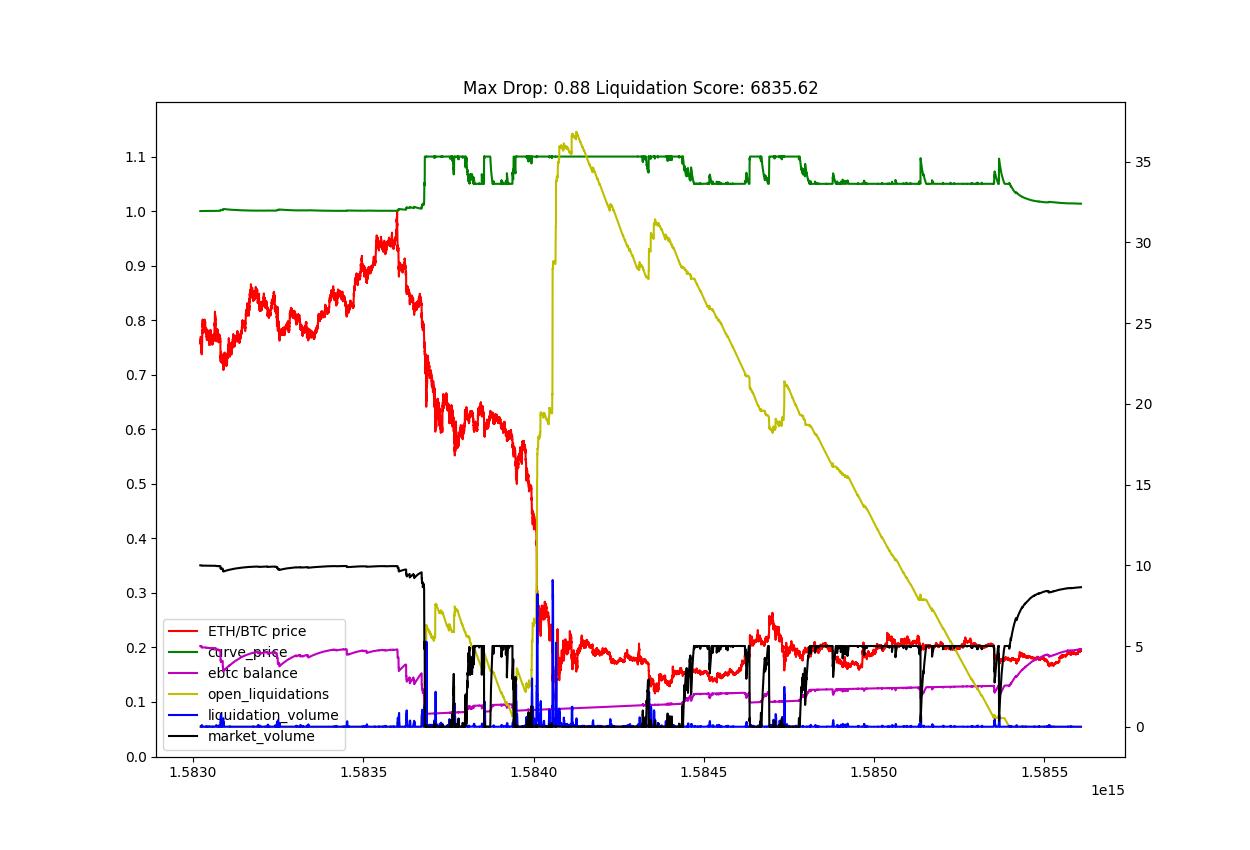 Max Drop: 0.88 Liquidation Score: 6835.62
1.1
1.0
0.9
0.8
0.7
0.6
0.5
0.4
0.3
0.2
0.1
0.0
35
30
25
20
15
10
5
0
ETH/BTC price
curve_price
ebtc balance
open_liquidations
liquidation_volume
market_volume
1.5830 1.5835 1.5840 1.5845 1.5850 1.5855
1e15